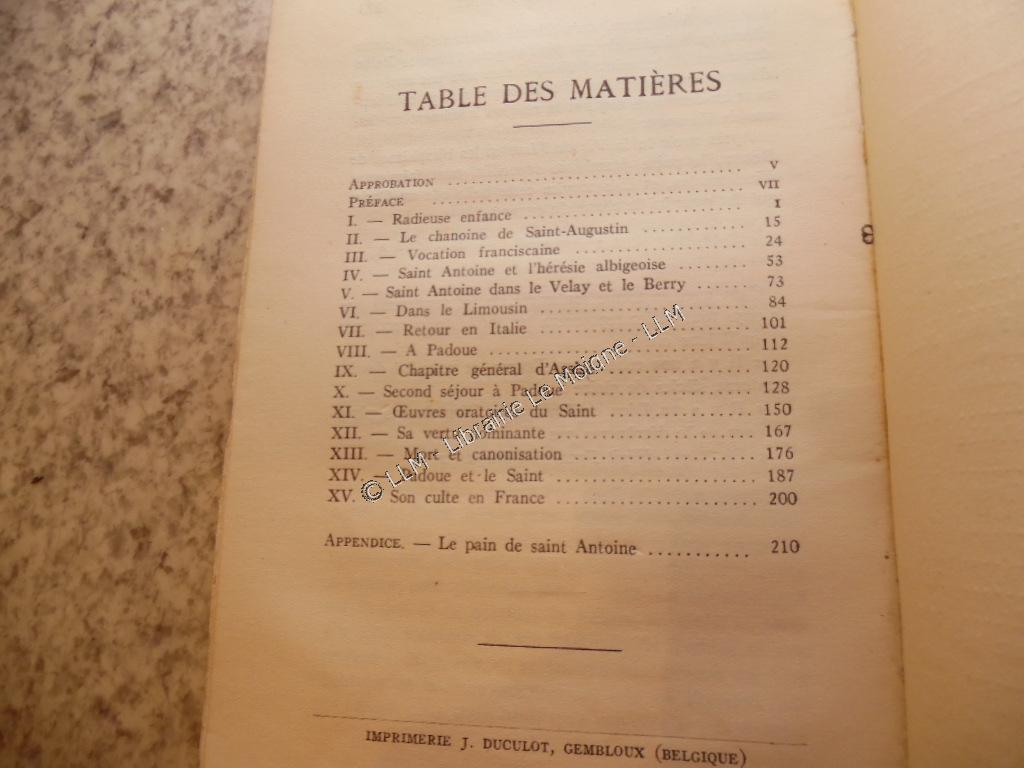 TABLE DES MATIÈRES
APPROBATION .................... V
PRÉFACE .................... VII
I. — Radieuse enfance .................... 1
II. — Le chanoine de Saint-Augustin .................... 15
III. — Vocation franciscaine .................... 24
IV. — Saint Antoine et l'hérésie albigeoise .................... 53
V. — Saint Antoine dans le Velay et le Berry .................... 73
VI. — Dans le Limousin .................... 84
VII. — Retour en Italie .................... 101
VIII. — A Padoue .................... 112
IX. — Chapitre général .................... 120
X. — Second séjour à Padoue .................... 128
XI. — Œuvres oratoires du Saint .................... 150
XII. — Sa vertu dominante .................... 167
XIII. — Mort et canonisation .................... 176
XIV. — Padoue et le Saint .................... 187
XV. — Son culte en France .................... 200
APPENDICE. — Le pain de saint Antoine .................... 210
IMPRIMERIE J. DUCULOT, GEMBLOUX (BELGIQUE)
© LLM - Librairie Le Moigne - LLM